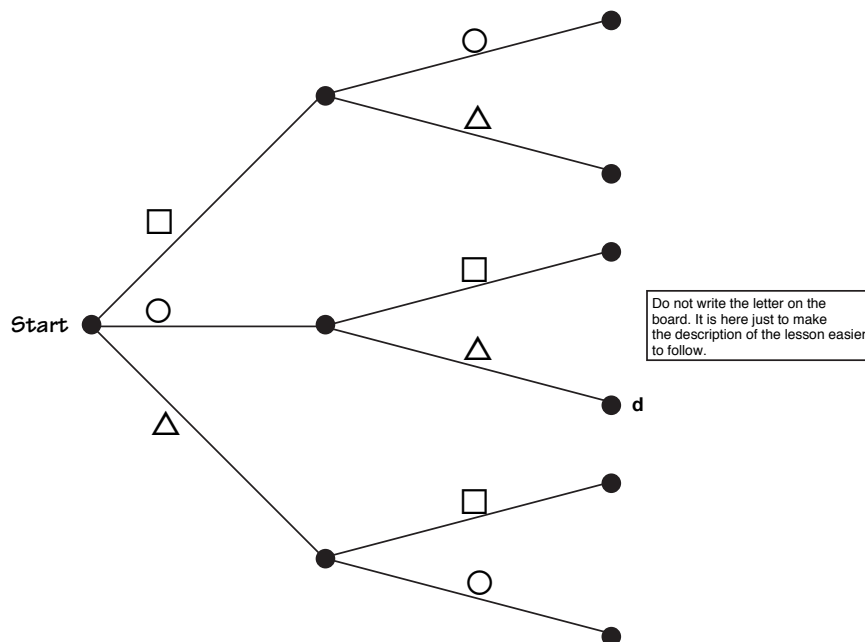 Start
Do not write the letter on the
board. It is here just to make
the description of the lesson easier
to follow.
d